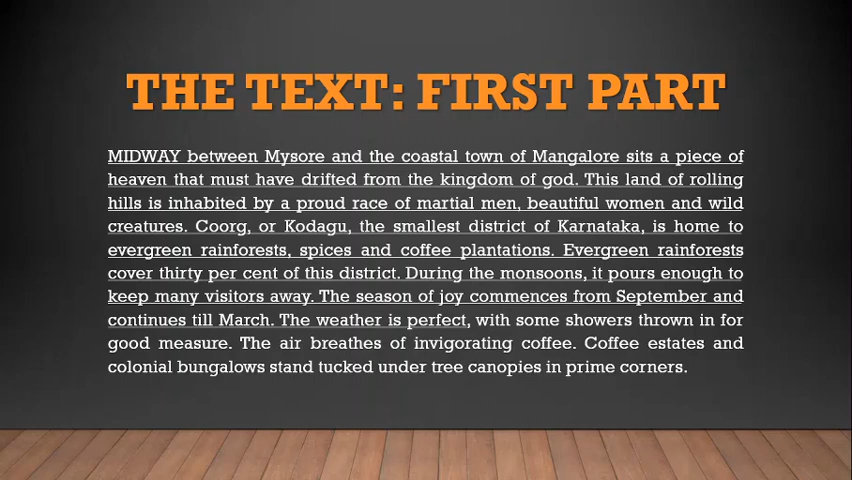 THE TEXT: FIRST PART
MIDWAY between Mysore and the coastal town of Mangalore sits a piece of
heaven that must have drifted from the kingdom of god. This land of rolling
hills is inhabited by a proud race of martial men, beautiful women and wild
creatures. Coorg, or Kodagu, the smallest district of Karnataka, is home to
evergreen rainforests, spices and coffee plantations. Evergreen rainforests
cover thirty per cent of this district. During the monsoons, it pours enough to
keep many visitors away. The season of joy commences from September and
continues till March. The weather is perfect, with some showers thrown in for
good measure. The air breathes of invigorating coffee. Coffee estates and
colonial bungalows stand tucked under tree canopies in prime corners.